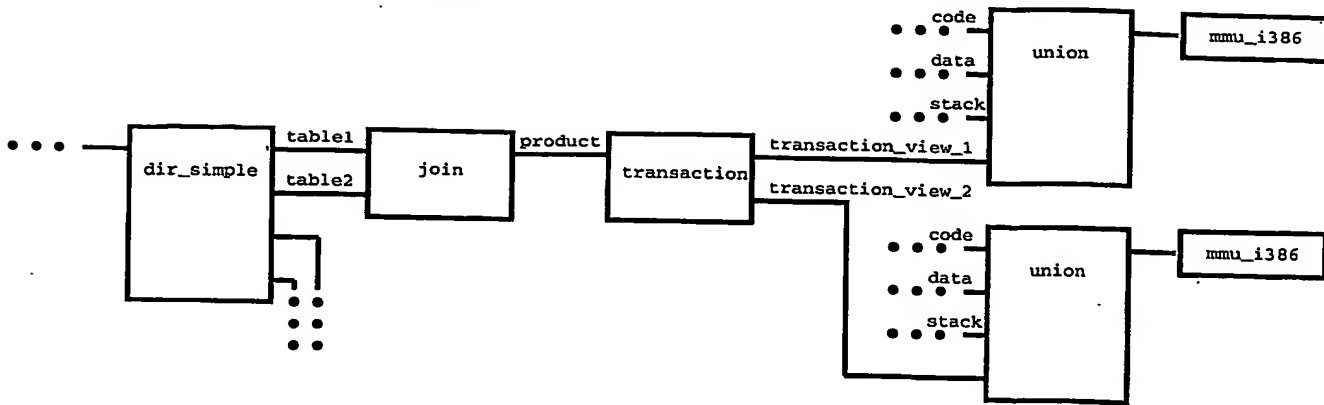 code
union
mmu_i386
data
stack
table1
product
transaction_view_1
dir_simple
join
transaction
table2
transaction_view_2
code
union
mmu_i386
data
stack